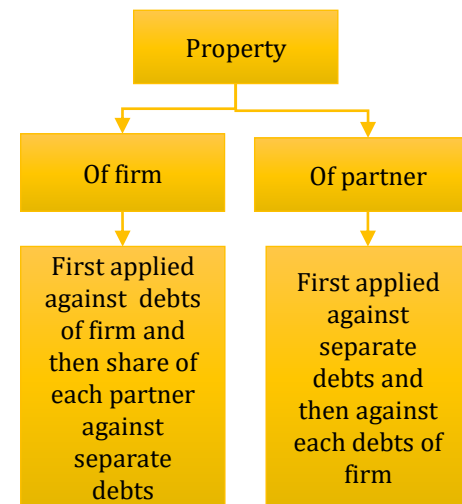 Property
Of firm
Of partner
First applied
against debts
of firm and
then share of
each partner
against
separate
debts
First applied
against
separate
debts and
then against
each debts of
firm